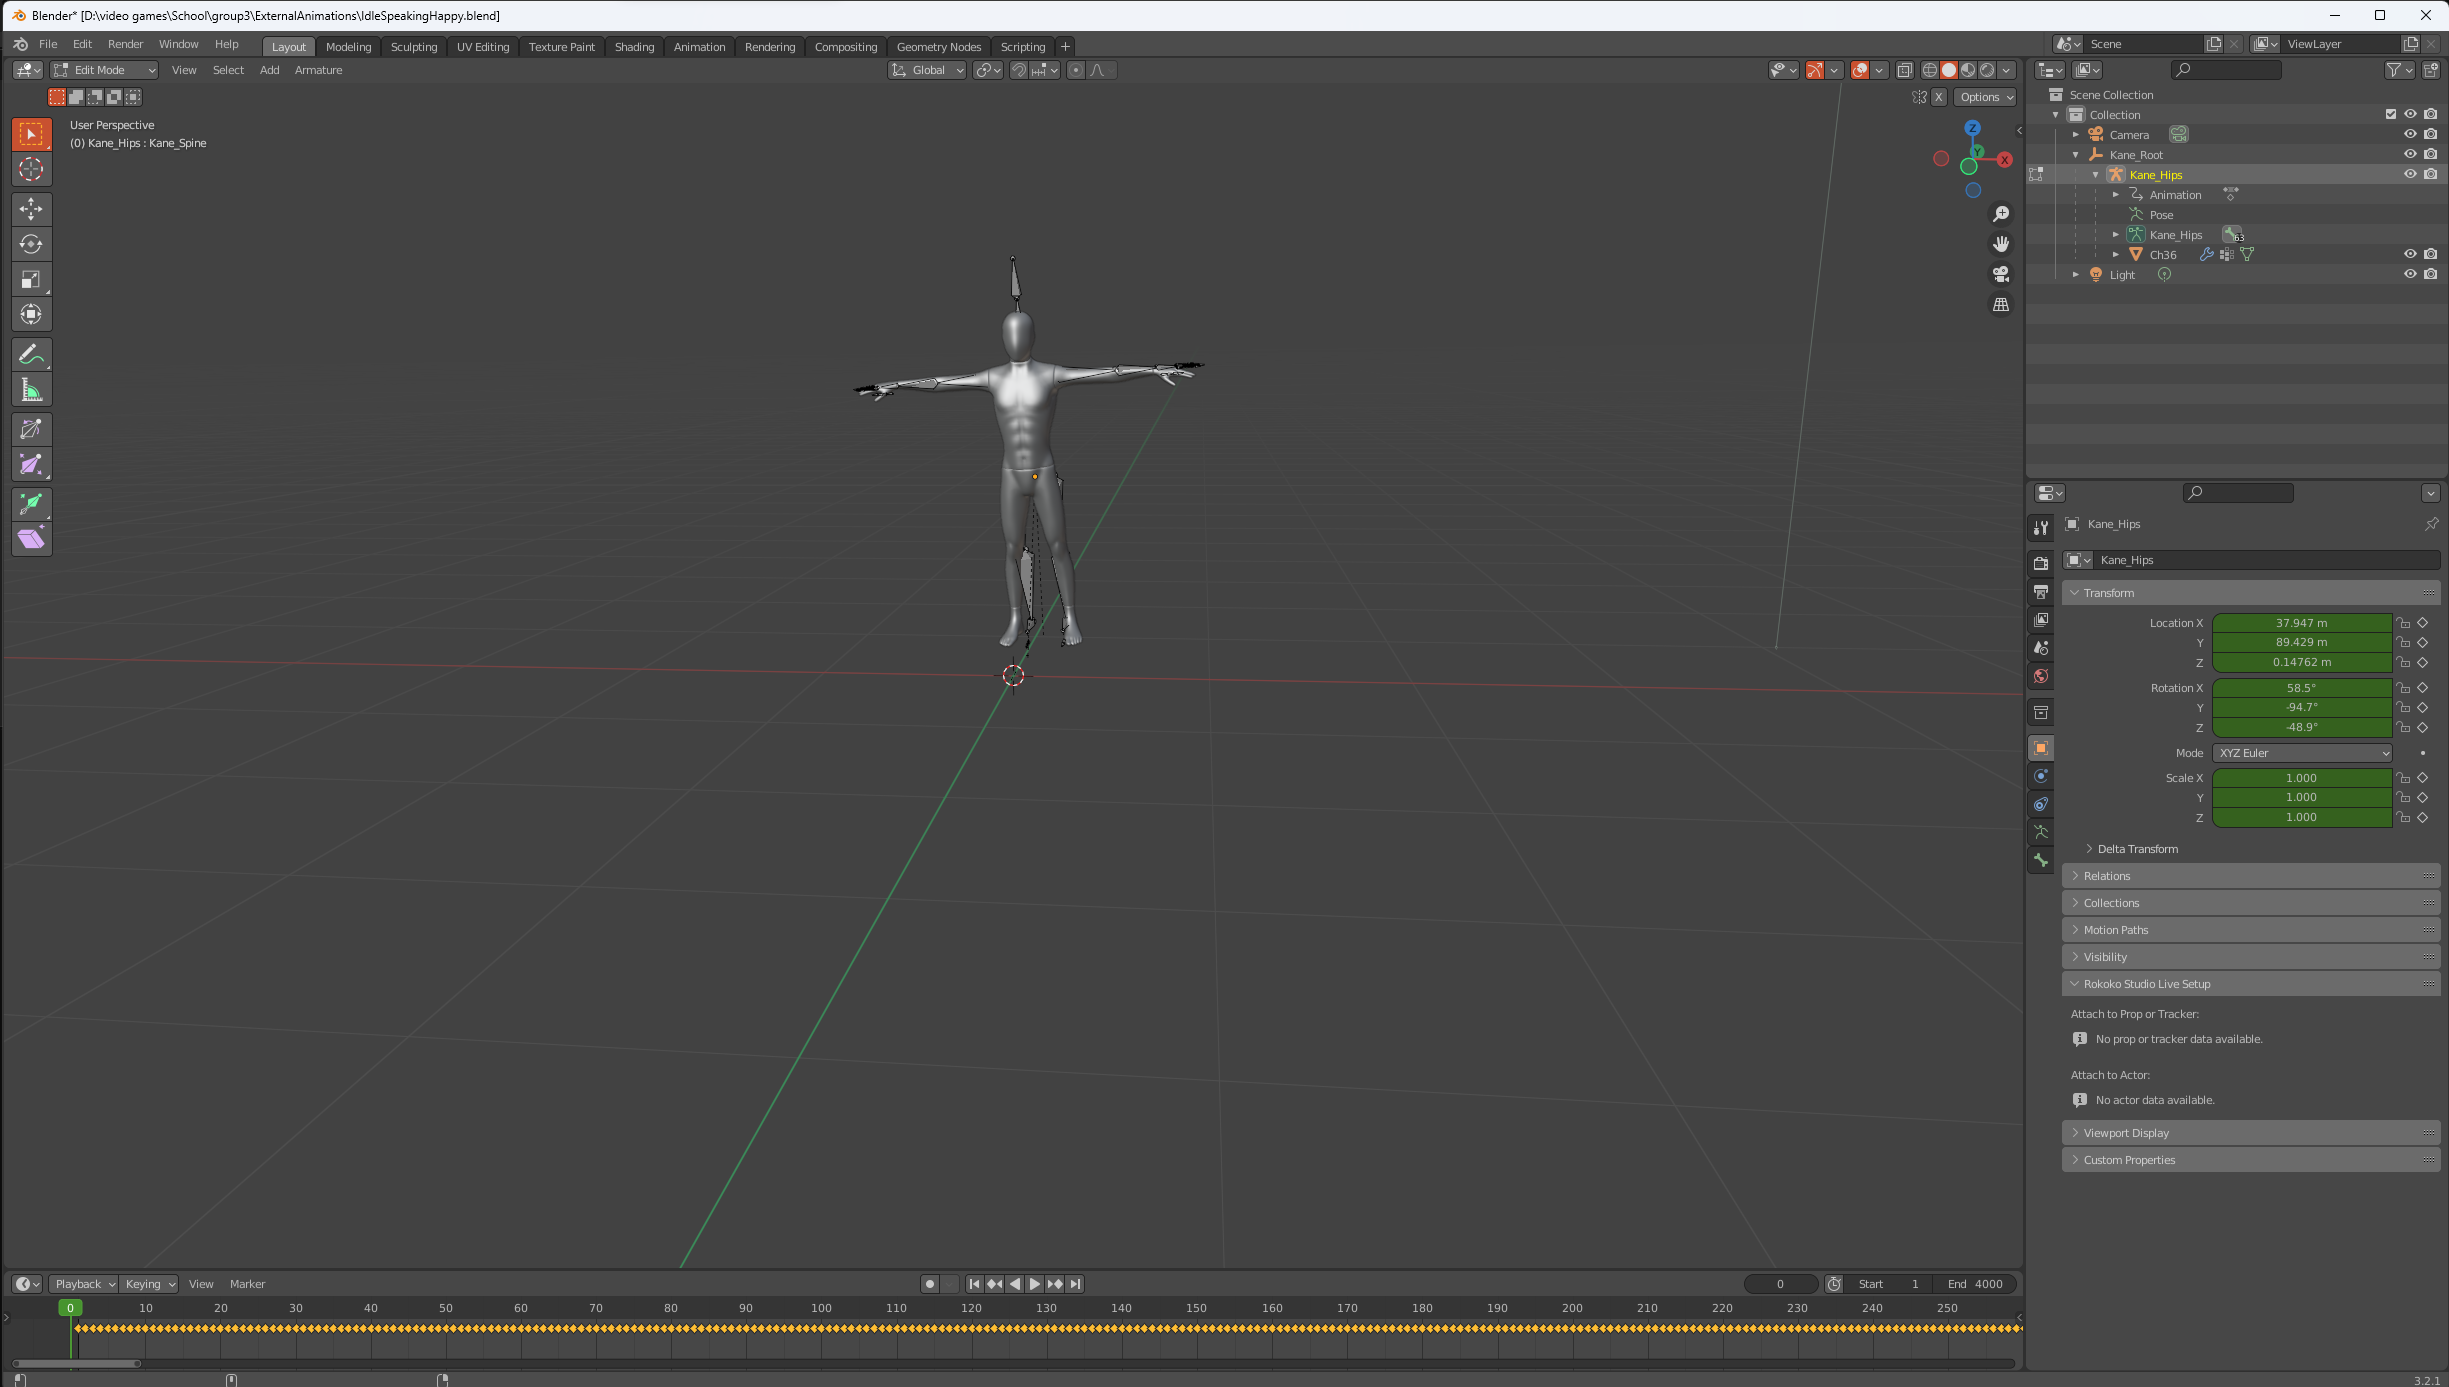 Blender* [D:\video games\School\group3\ExternalAnimations\IdleSpeakingHappy.blend]
File Edit Render Window Help Layout Modeling Sculpting UV Editing Texture Paint Shading Animation Rendering Compositing Geometry Nodes Scripting + Scene ViewLayer
Edit Mode View Select Add Armature Global
X Options
User Perspective
(0) Kane_Hips : Kane_Spine
Z
Y
X
Scene Collection
Collection
Camera
Kane_Root
Kane_Hips
Animation
Pose
Kane_Hips 63
Ch36
Light
Kane_Hips
Kane_Hips
Transform
Location X 37.947 m
Y 89.429 m
Z 0.14762 m
Rotation X 58.5°
Y -94.7°
Z -48.9°
Mode XYZ Euler
Scale X 1.000
Y 1.000
Z 1.000
Delta Transform
Relations
Collections
Motion Paths
Visibility
Rokoko Studio Live Setup
Attach to Prop or Tracker:
No prop or tracker data available.
Attach to Actor:
No actor data available.
Viewport Display
Custom Properties
Playback Keying View Marker 0 Start 1 End 4000
0 10 20 30 40 50 60 70 80 90 100 110 120 130 140 150 160 170 180 190 200 210 220 230 240 250
3.2.1